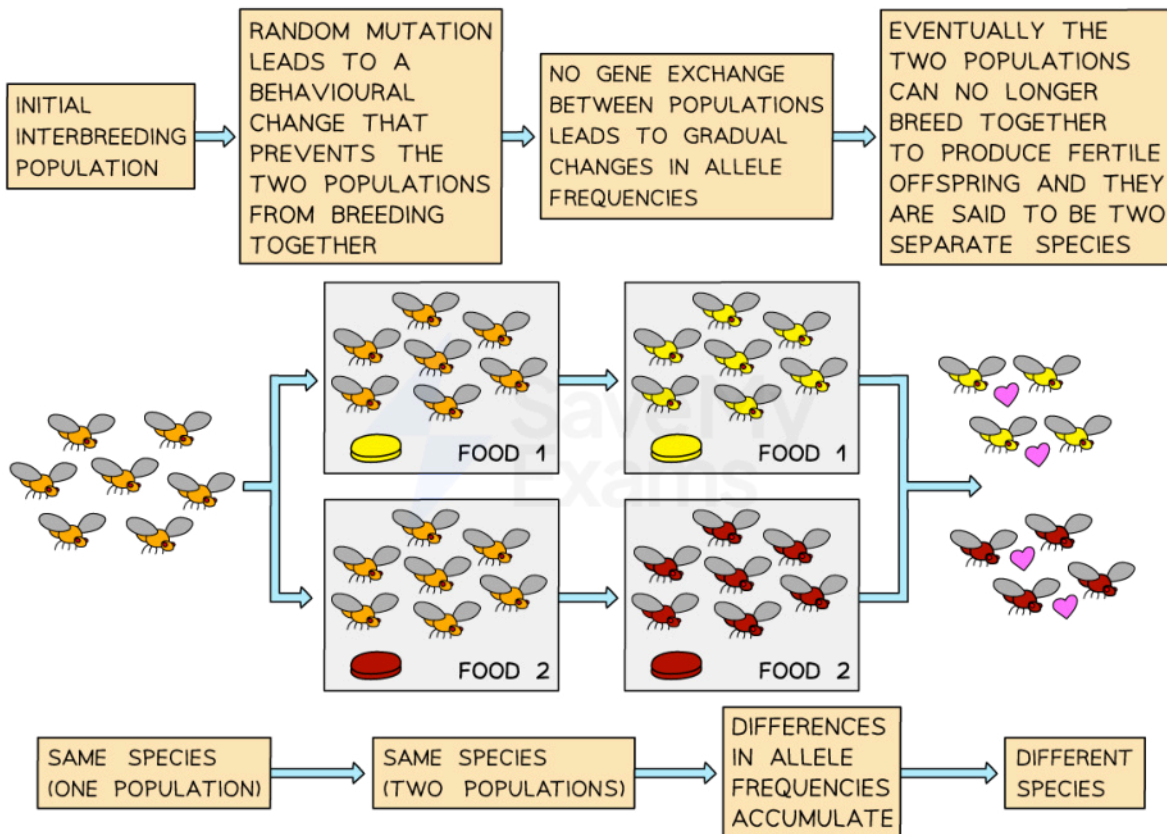 INITIAL
INTERBREEDING
POPULATION
RANDOM MUTATION
LEADS TO A
BEHAVIOURAL
CHANGE THAT
PREVENTS THE
TWO POPULATIONS
FROM BREEDING
TOGETHER
NO GENE EXCHANGE
BETWEEN POPULATIONS
LEADS TO GRADUAL
CHANGES IN ALLELE
FREQUENCIES
EVENTUALLY THE
TWO POPULATIONS
CAN NO LONGER
BREED TOGETHER
TO PRODUCE FERTILE
OFFSPRING AND THEY
ARE SAID TO BE TWO
SEPARATE SPECIES
FOOD 1
FOOD 1
SaveMy
Exams
FOOD 2
FOOD 2
SAME SPECIES
(ONE POPULATION)
SAME SPECIES
(TWO POPULATIONS)
DIFFERENCES
IN ALLELE
FREQUENCIES
ACCUMULATE
DIFFERENT
SPECIES